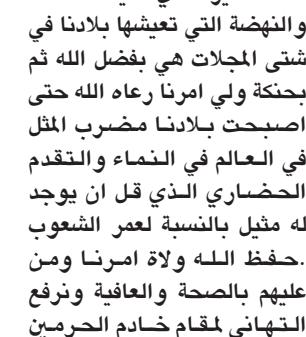 والنهضة التي تعيشها بلادنا في
شتى المجلات هي بفضل الله ثم
بحنكة ولي امرنا رعاه الله حتى
اصبحت بلادنا مضرب المثل
في العالم في النماء والتقدم
الحضاري الذي قل ان يوجد
له مثيل بالنسبة لعمر الشعوب
.حفظ الله ولاة امرنا ومن
عليهم بالصحة والعافية ونرفع
التهاني لمقام خادم الحرمين